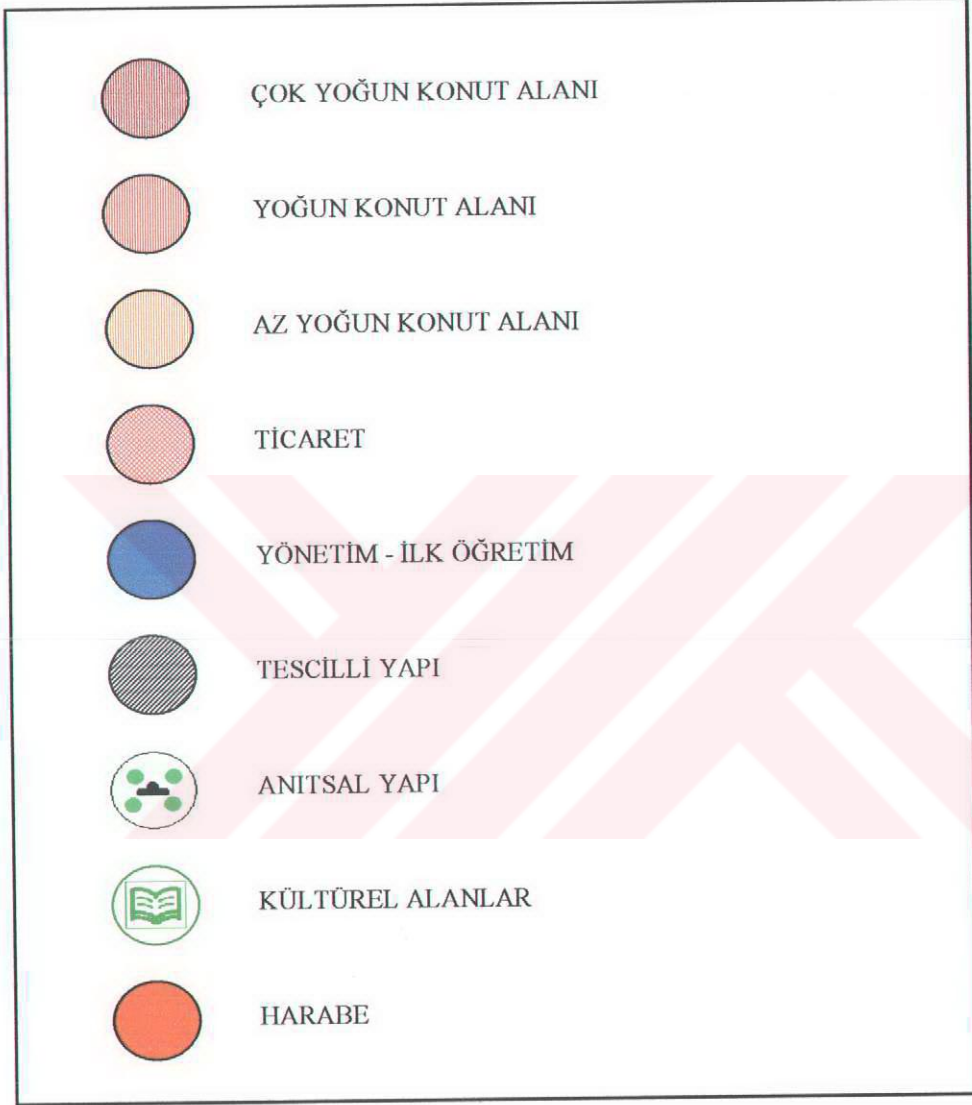 ÇOK YOĞUN KONUT ALANI
YOĞUN KONUT ALANI
AZ YOĞUN KONUT ALANI
TİCARET
YÖNETİM - İLK ÖĞRETİM
TESCİLLİ YAPI
ANITSAL YAPI
KÜLTÜREL ALANLAR
HARABE